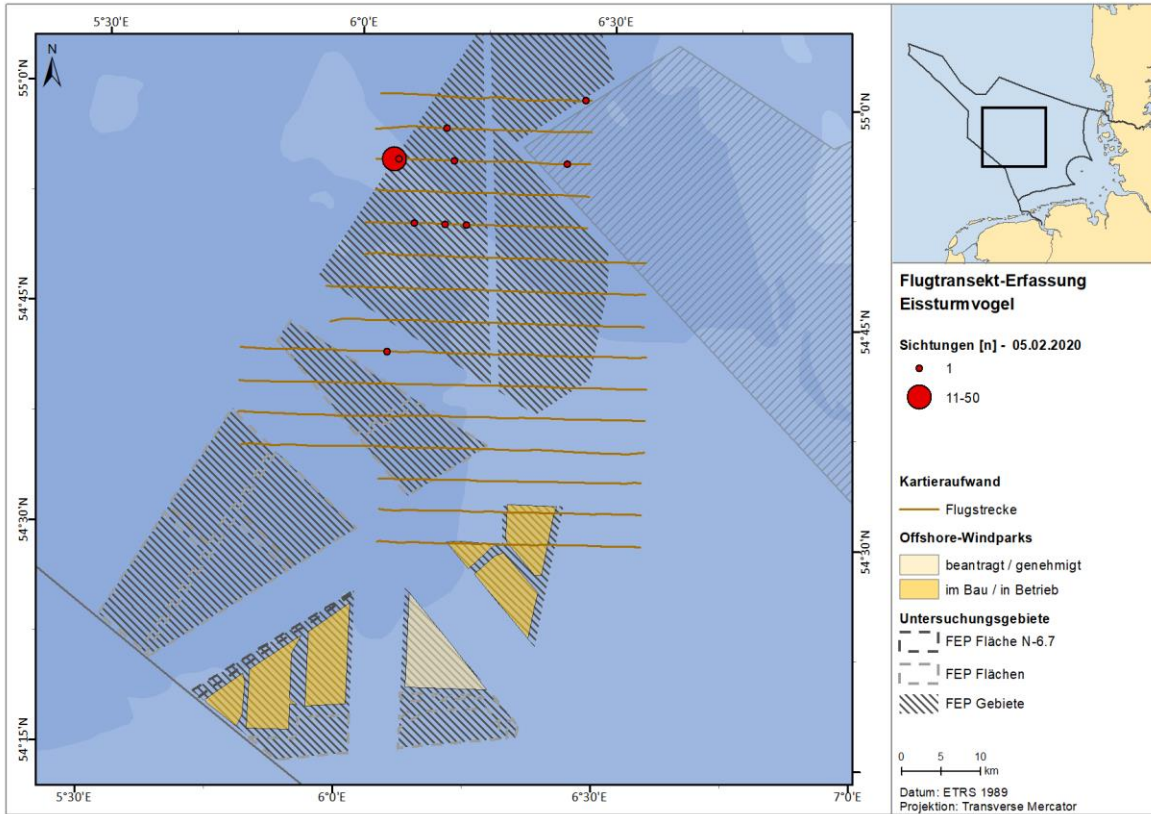 5°30'E
6°0'E
6°30'E
N
55°0'N
54°45'N
54°30'N
54°15'N
55°0'N
54°45'N
54°30'N
5°30'E
6°0'E
6°30'E
7°0'E
Flugtransekt-Erfassung
Eissturmvogel
Sichtungen [n] - 05.02.2020
1
11-50
Kartieraufwand
Flugstrecke
Offshore-Windparks
beantragt / genehmigt
im Bau / in Betrieb
Untersuchungsgebiete
FEP Fläche N-6.7
FEP Flächen
FEP Gebiete
0 5 10
km
Datum: ETRS 1989
Projektion: Transverse Mercator